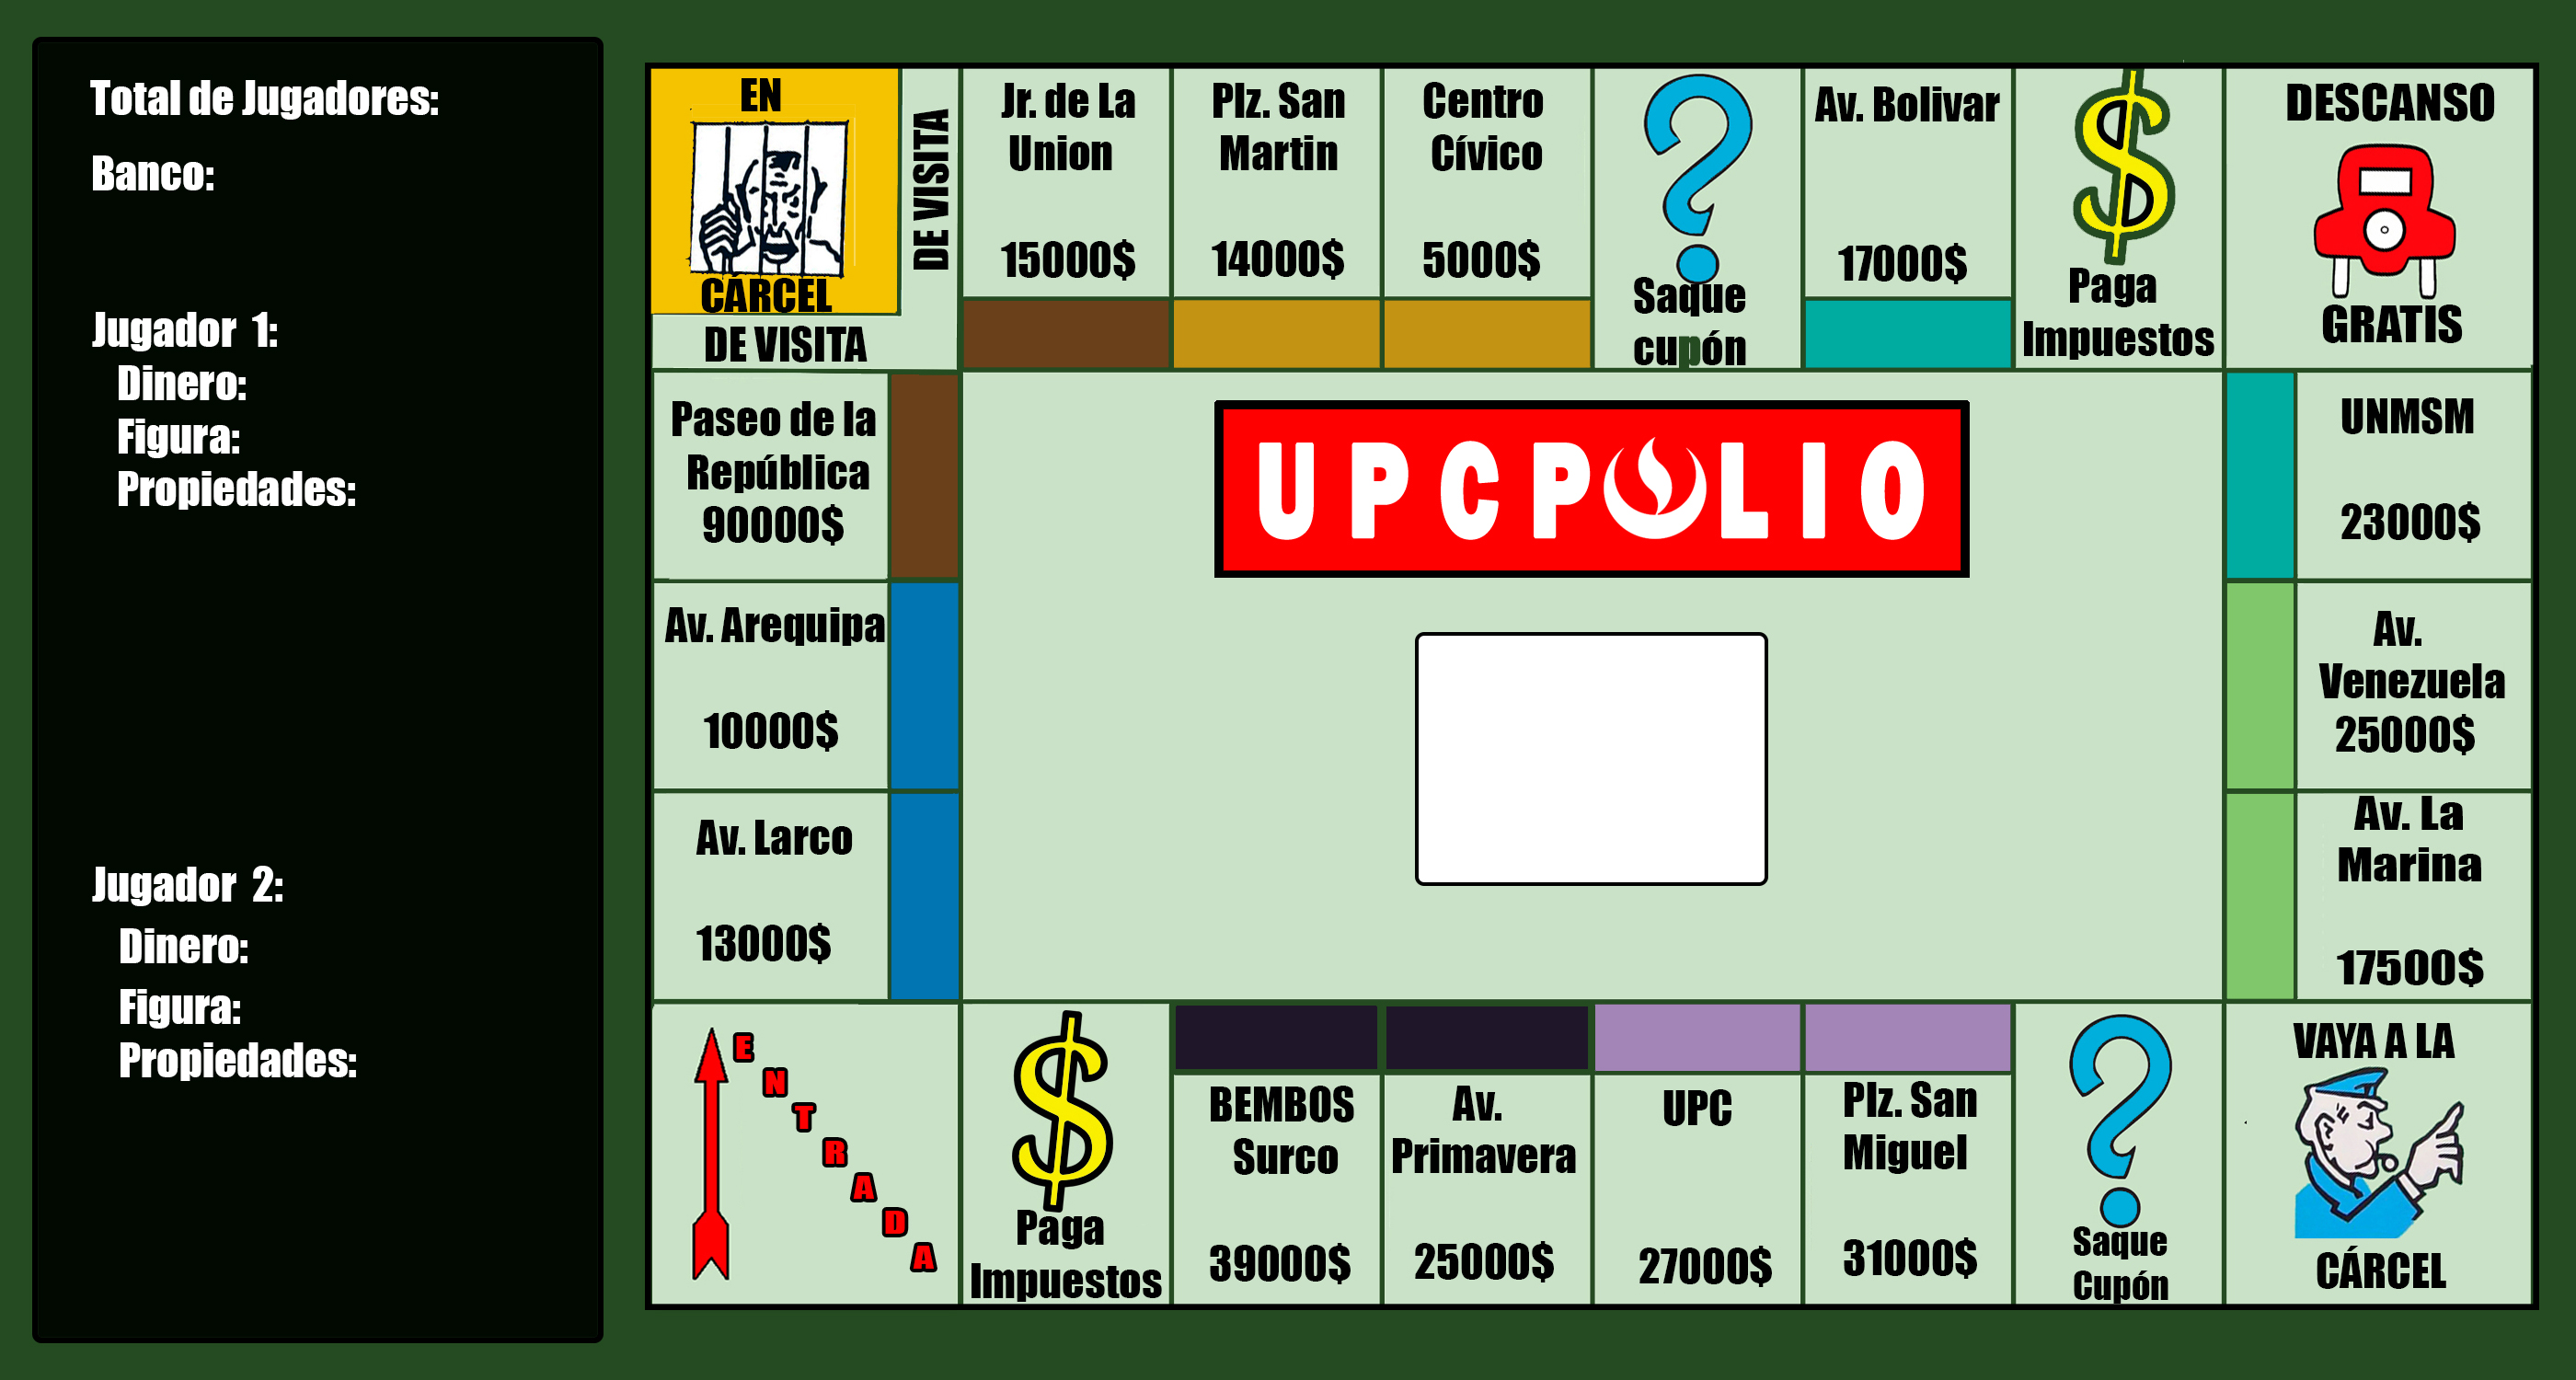 Total de Jugadores:
Banco:
Jugador 1:
Dinero:
Figura:
Propiedades:
Jugador 2:
Dinero:
Figura:
Propiedades:
EN
CÁRCEL
DE VISITA
DE VISITA
Jr. de La
Union
15000$
Plz. San
Martin
14000$
Centro
Cívico
5000$
Saque
cupón
Av. Bolivar
17000$
Paga
Impuestos
DESCANSO
GRATIS
Paseo de la
República
90000$
Av. Arequipa
10000$
Av. Larco
13000$
UPCPOLIO
UNMSM
23000$
Av.
Venezuela
25000$
Av. La
Marina
17500$
ENTRADA
Paga
Impuestos
BEMBOS
Surco
39000$
Av.
Primavera
25000$
UPC
27000$
Plz. San
Miguel
31000$
Saque
Cupón
VAYA A LA
CÁRCEL